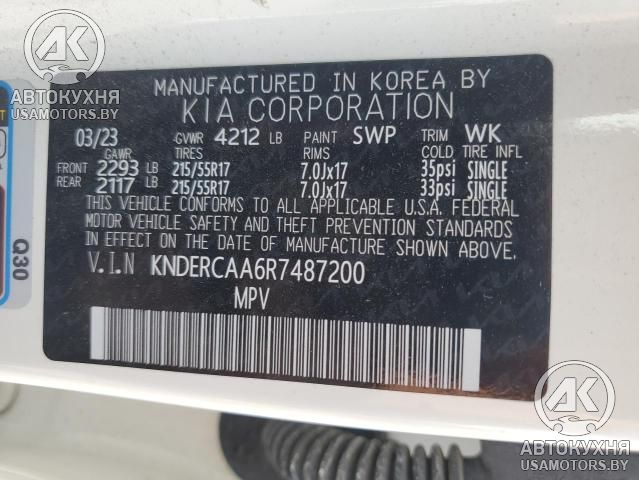 АК
АВТОКУХНЯ
USAMOTORS.BY
MANUFACTURED IN KOREA BY
KIA CORPORATION
03/23 GVWR 4212 LB PAINT SWP TRIM WK
GAWR TIRES RIMS COLD TIRE INFL
FRONT 2293 LB 215/55R17 7.0Jx17 35psi SINGLE
REAR 2117 LB 215/55R17 7.0Jx17 33psi SINGLE
THIS VEHICLE CONFORMS TO ALL APPLICABLE U.S.A. FEDERAL
MOTOR VEHICLE SAFETY AND THEFT PREVENTION STANDARDS
IN EFFECT ON THE DATE OF MANUFACTURE SHOWN ABOVE.
V.I.N KNDERCAA6R7487200
MPV
Q30
АК
АВТОКУХНЯ
USAMOTORS.BY